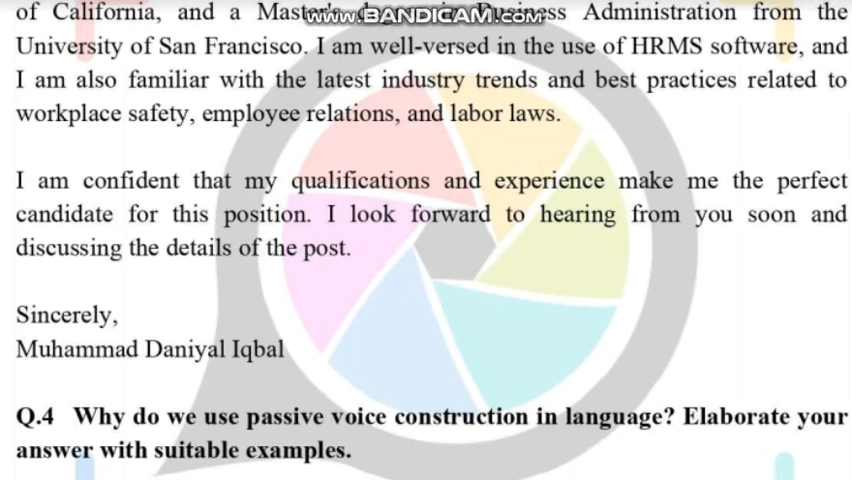 of California, and a Master's degree in Business Administration from the
www.BANDICAM.com
University of San Francisco. I am well-versed in the use of HRMS software, and
I am also familiar with the latest industry trends and best practices related to
workplace safety, employee relations, and labor laws.
I am confident that my qualifications and experience make me the perfect
candidate for this position. I look forward to hearing from you soon and
discussing the details of the post.
Sincerely,
Muhammad Daniyal Iqbal
Q.4 Why do we use passive voice construction in language? Elaborate your
answer with suitable examples.